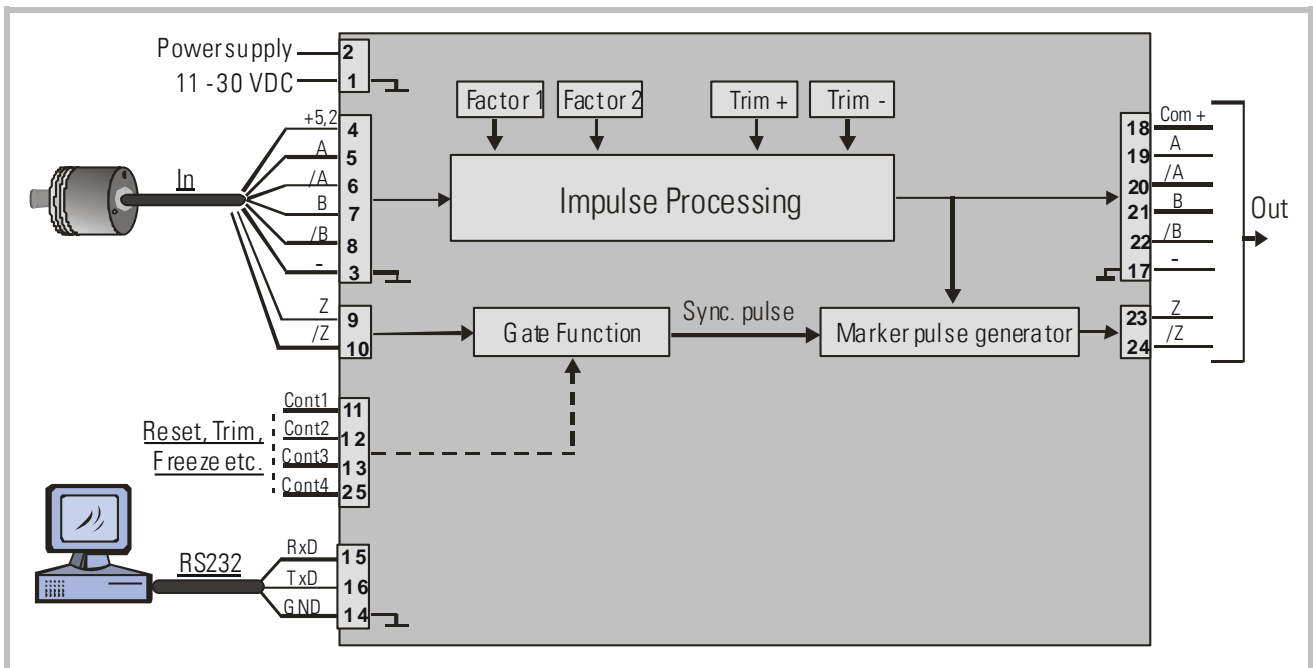 Powersupply 2
11 -30 VDC 1
Factor 1 Factor 2 Trim + Trim -
Impulse Processing
In
+5,2 4
A 5
/A 6
B 7
/B 8
- 3
Z 9
/Z 10
Gate Function
Sync. pulse
Marker pulse generator
18 Com +
19 A
20 /A
21 B
22 /B
17 -
23 Z
24 /Z
Out
Reset, Trim,
Freeze etc.
Cont1 11
Cont2 12
Cont3 13
Cont4 25
RS232
RxD 15
TxD 16
GND 14